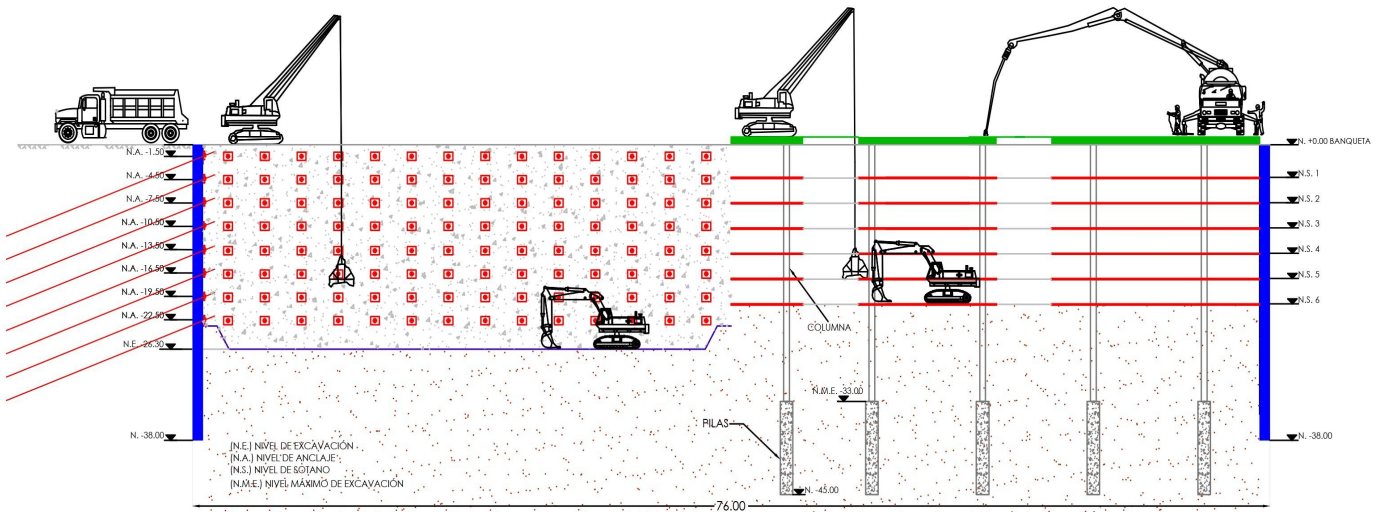 N.A. -1.50
N.A. -4.50
N.A. -7.50
N.A. -10.50
N.A. -13.50
N.A. -16.50
N.A. -19.50
N.A. -22.50
N.E. -26.30
N. -38.00
(N.E.) NIVEL DE EXCAVACIÓN
(N.A.) NIVEL DE ANCLAJE
(N.S.) NIVEL DE SÓTANO
(N.M.E.) NIVEL MÁXIMO DE EXCAVACIÓN
COLUMNA
N.M.E. -33.00
PILAS
N. -45.00
76.00
N. +0.00 BANQUETA
N.S. 1
N.S. 2
N.S. 3
N.S. 4
N.S. 5
N.S. 6
N. -38.00